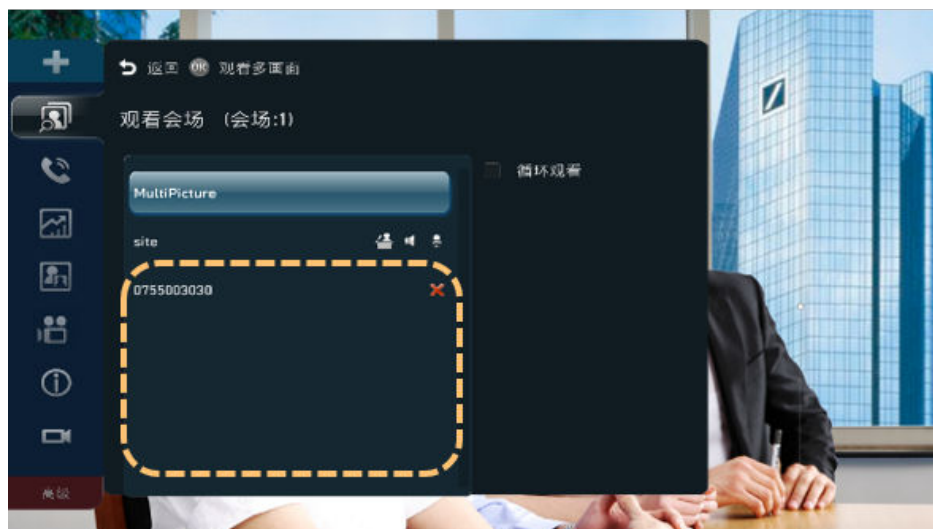 返回 OK 观看多画面
观看会场 (会场:1)
循环观看
MultiPicture
site
0755003030
高级